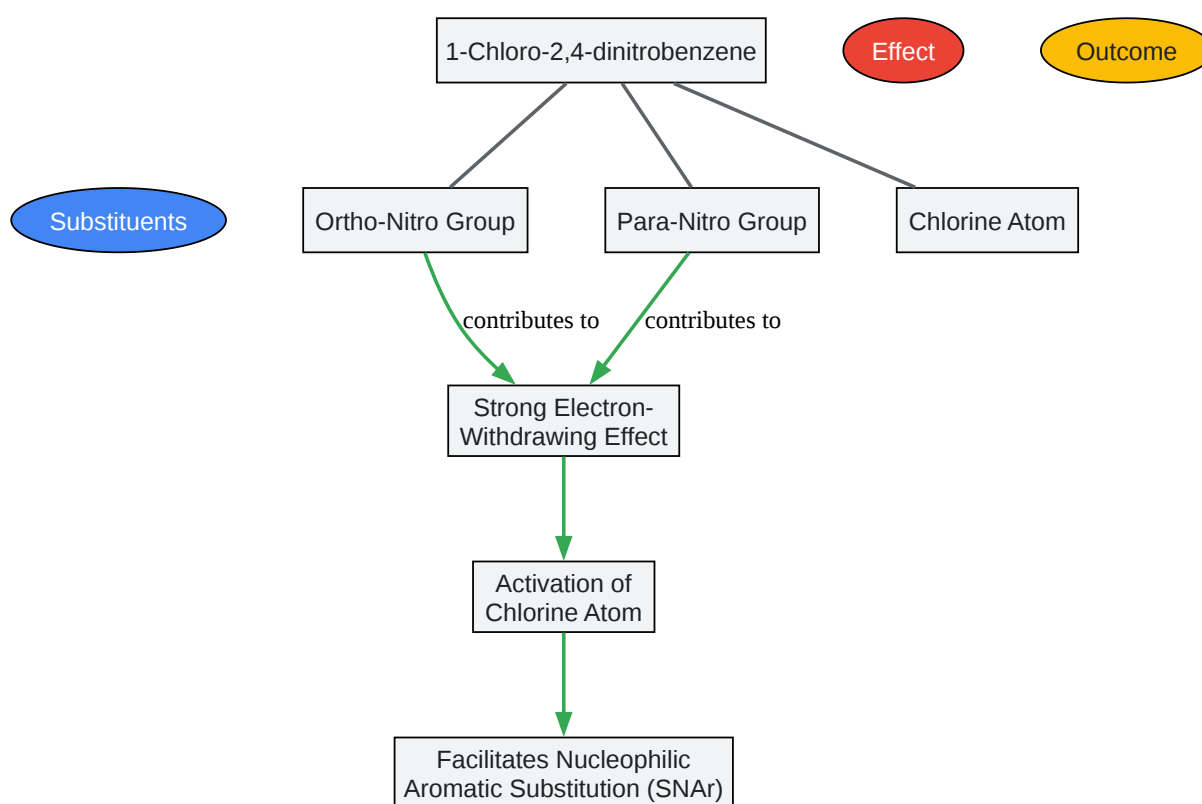 1-Chloro-2,4-dinitrobenzene
Effect
Outcome
Substituents
Ortho-Nitro Group
Para-Nitro Group
Chlorine Atom
contributes to
contributes to
Strong Electron-
Withdrawing Effect
Activation of
Chlorine Atom
Facilitates Nucleophilic
Aromatic Substitution (SNAr)